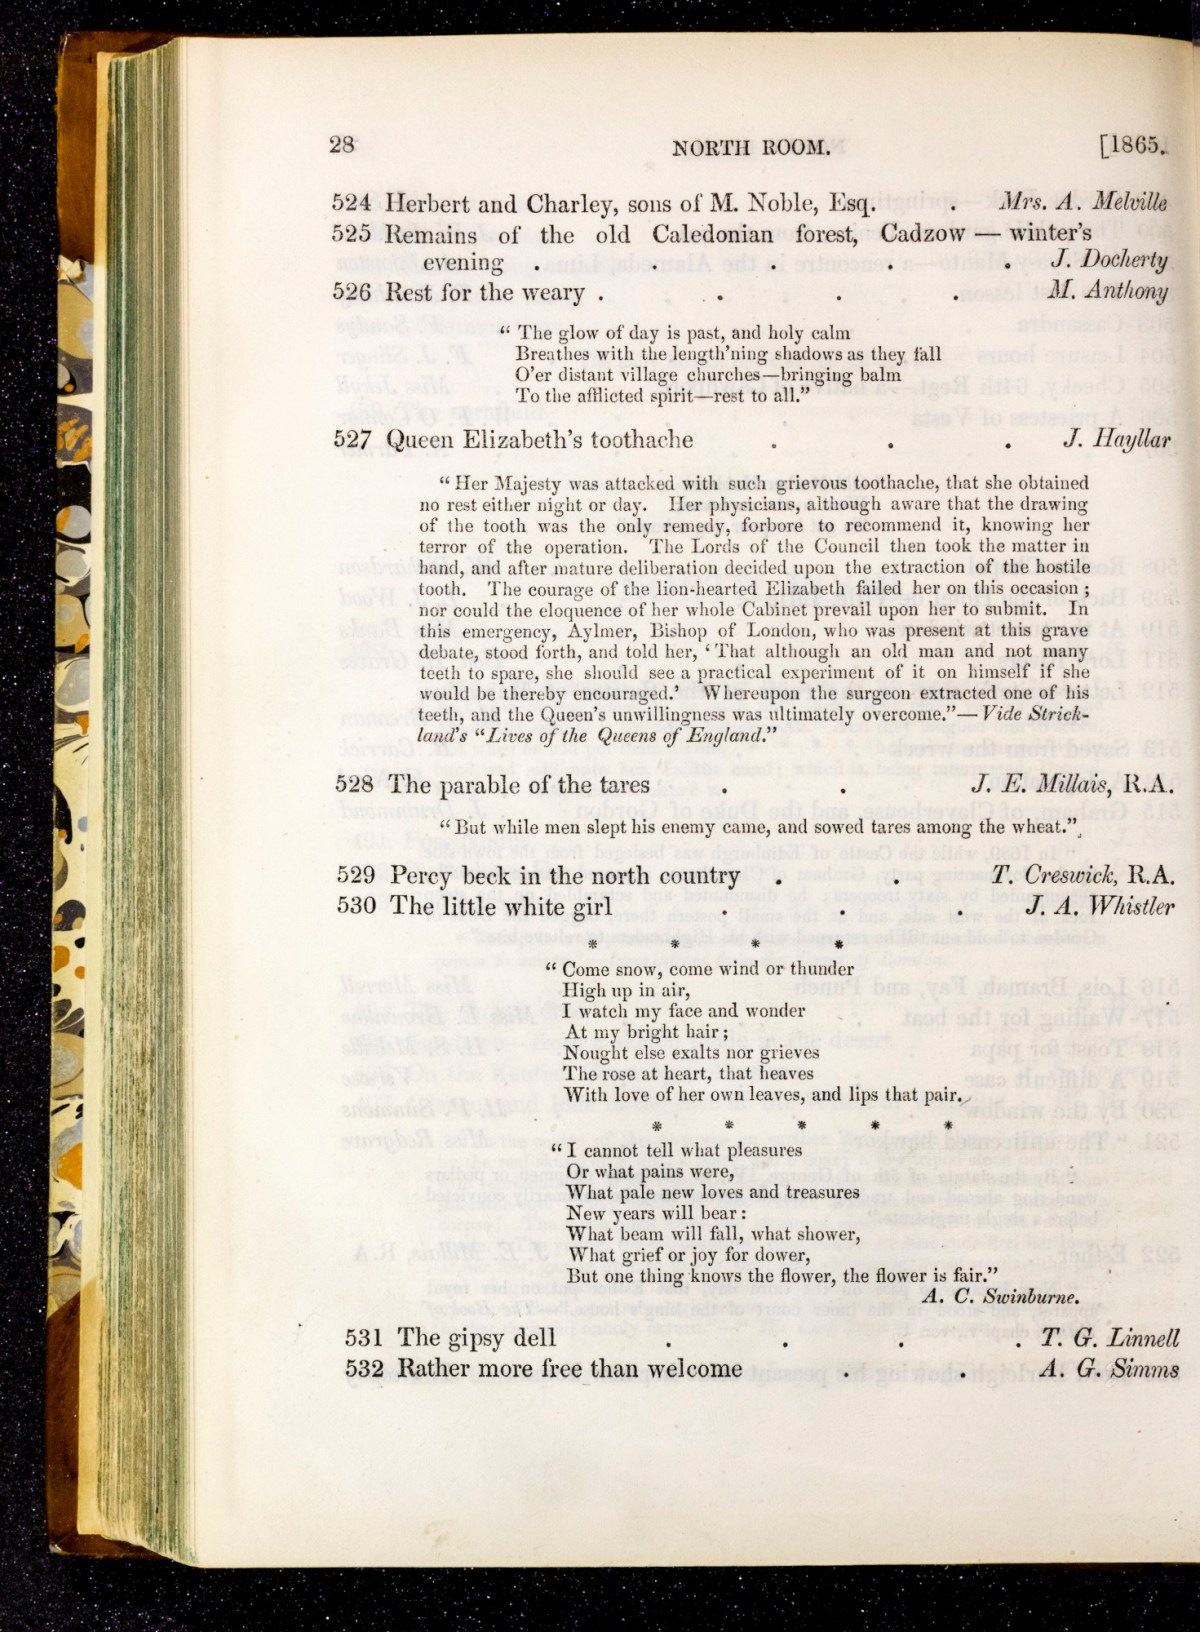 28 NORTH ROOM. [1865.
524 Herbert and Charley, sons of M. Noble, Esq. . Mrs. A. Melville
525 Remains of the old Caledonian forest, Cadzow — winter's
evening . . . . . J. Docherty
526 Rest for the weary . . . . M. Anthony
“ The glow of day is past, and holy calm
Breathes with the length'ning shadows as they fall
O'er distant village churches—bringing balm
To the afflicted spirit—rest to all.”
527 Queen Elizabeth's toothache . . . J. Hayllar
“ Her Majesty was attacked with such grievous toothache, that she obtained
no rest either night or day. Her physicians, although aware that the drawing
of the tooth was the only remedy, forbore to recommend it, knowing her
terror of the operation. The Lords of the Council then took the matter in
hand, and after mature deliberation decided upon the extraction of the hostile
tooth. The courage of the lion-hearted Elizabeth failed her on this occasion ;
nor could the eloquence of her whole Cabinet prevail upon her to submit. In
this emergency, Aylmer, Bishop of London, who was present at this grave
debate, stood forth, and told her, ‘ That although an old man and not many
teeth to spare, she should see a practical experiment of it on himself if she
would be thereby encouraged.’ Whereupon the surgeon extracted one of his
teeth, and the Queen's unwillingness was ultimately overcome.”—Vide Strick-
land's “Lives of the Queens of England.”
528 The parable of the tares . . J. E. Millais, R.A.
“ But while men slept his enemy came, and sowed tares among the wheat.”
529 Percy beck in the north country . . T. Creswick, R.A.
530 The little white girl . . . J. A. Whistler
* * * *
“ Come snow, come wind or thunder
High up in air,
I watch my face and wonder
At my bright hair ;
Nought else exalts nor grieves
The rose at heart, that heaves
With love of her own leaves, and lips that pair.
* * * * *
“ I cannot tell what pleasures
Or what pains were,
What pale new loves and treasures
New years will bear :
What beam will fall, what shower,
What grief or joy for dower,
But one thing knows the flower, the flower is fair.”
A. C. Swinburne.
531 The gipsy dell . . . . T. G. Linnell
532 Rather more free than welcome . . A. G. Simms